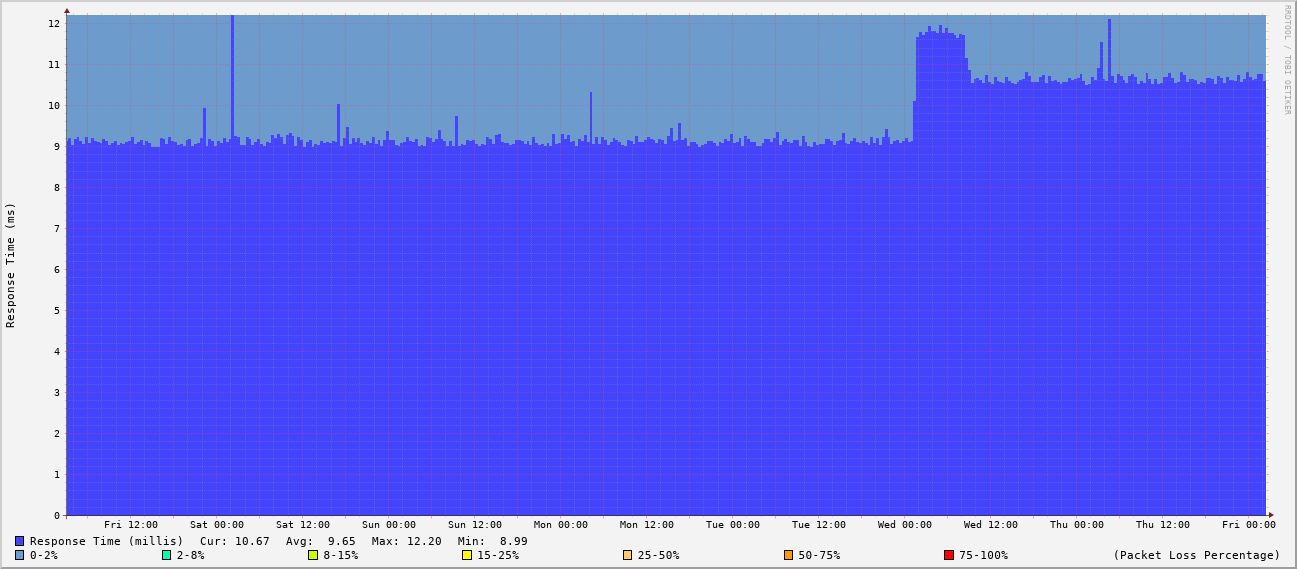 RRDTOOL / TOBI OETIKER
Response Time (ms)
12
11
10
9
8
7
6
5
4
3
2
1
0
Fri 12:00 Sat 00:00 Sat 12:00 Sun 00:00 Sun 12:00 Mon 00:00 Mon 12:00 Tue 00:00 Tue 12:00 Wed 00:00 Wed 12:00 Thu 00:00 Thu 12:00 Fri 00:00
Response Time (millis) Cur: 10.67 Avg: 9.65 Max: 12.20 Min: 8.99
0-2% 2-8% 8-15% 15-25% 25-50% 50-75% 75-100% (Packet Loss Percentage)